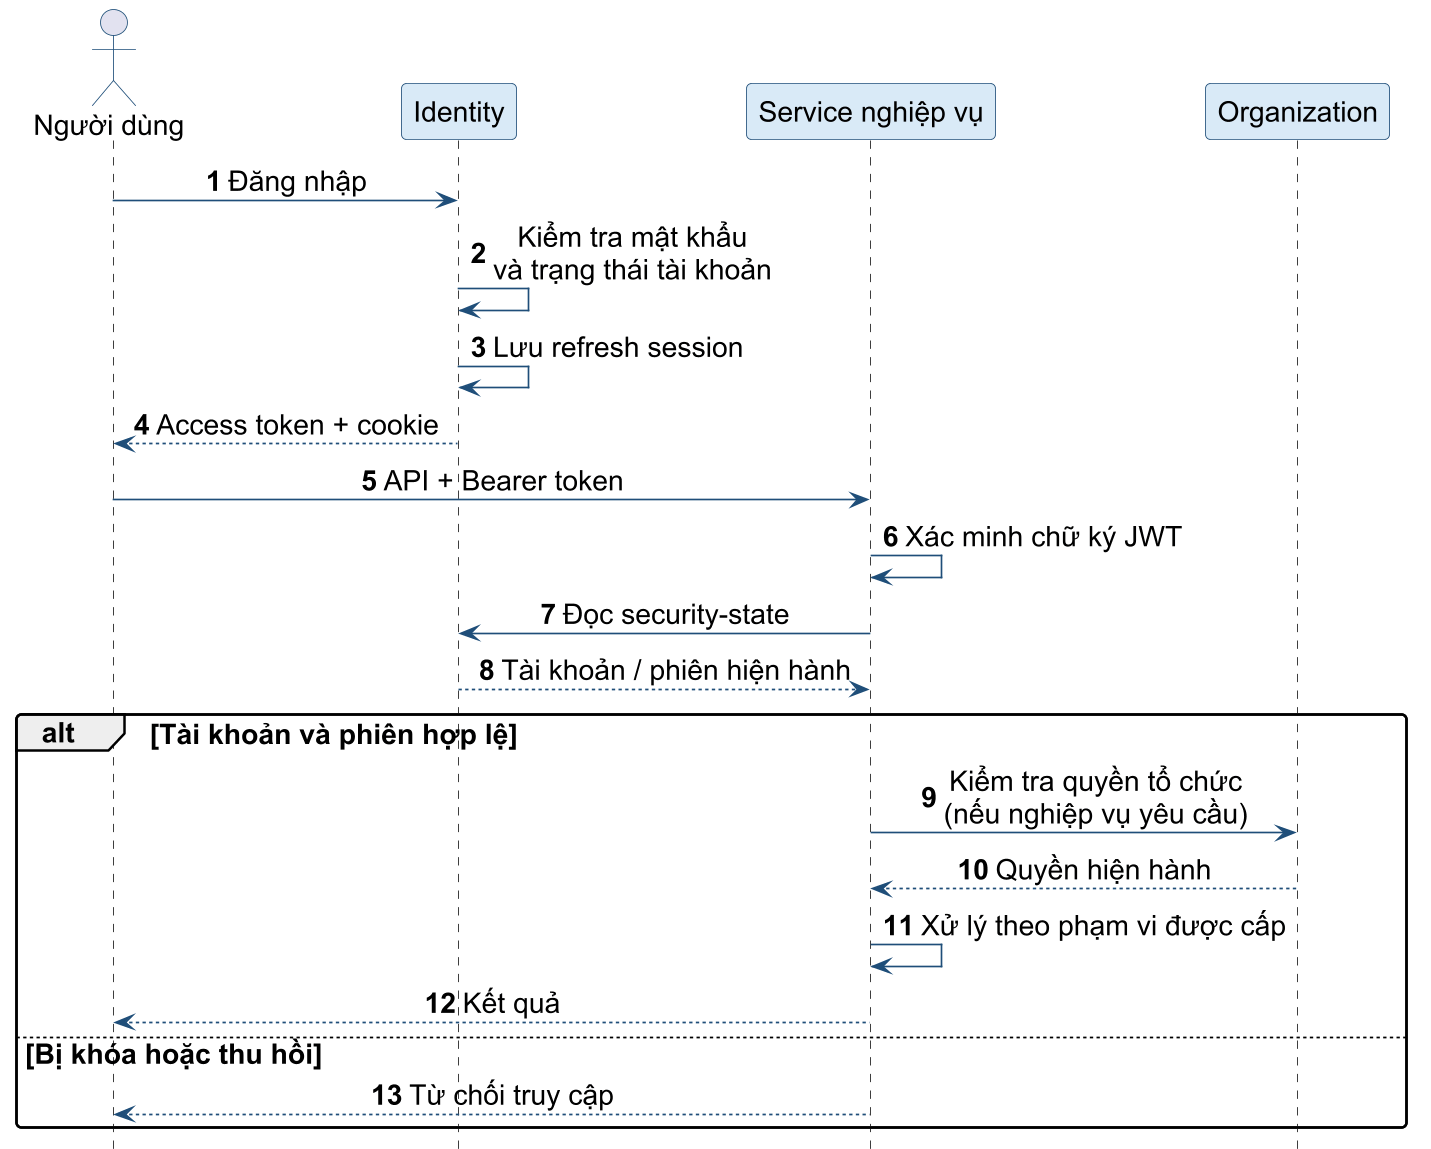 Người dùng
Identity
Service nghiệp vụ
Organization
1 Đăng nhập
2 Kiểm tra mật khẩu
và trạng thái tài khoản
3 Lưu refresh session
4 Access token + cookie
5 API + Bearer token
6 Xác minh chữ ký JWT
7 Đọc security-state
8 Tài khoản / phiên hiện hành
alt [Tài khoản và phiên hợp lệ]
9 Kiểm tra quyền tổ chức
(nếu nghiệp vụ yêu cầu)
10 Quyền hiện hành
11 Xử lý theo phạm vi được cấp
12 Kết quả
[Bị khóa hoặc thu hồi]
13 Từ chối truy cập